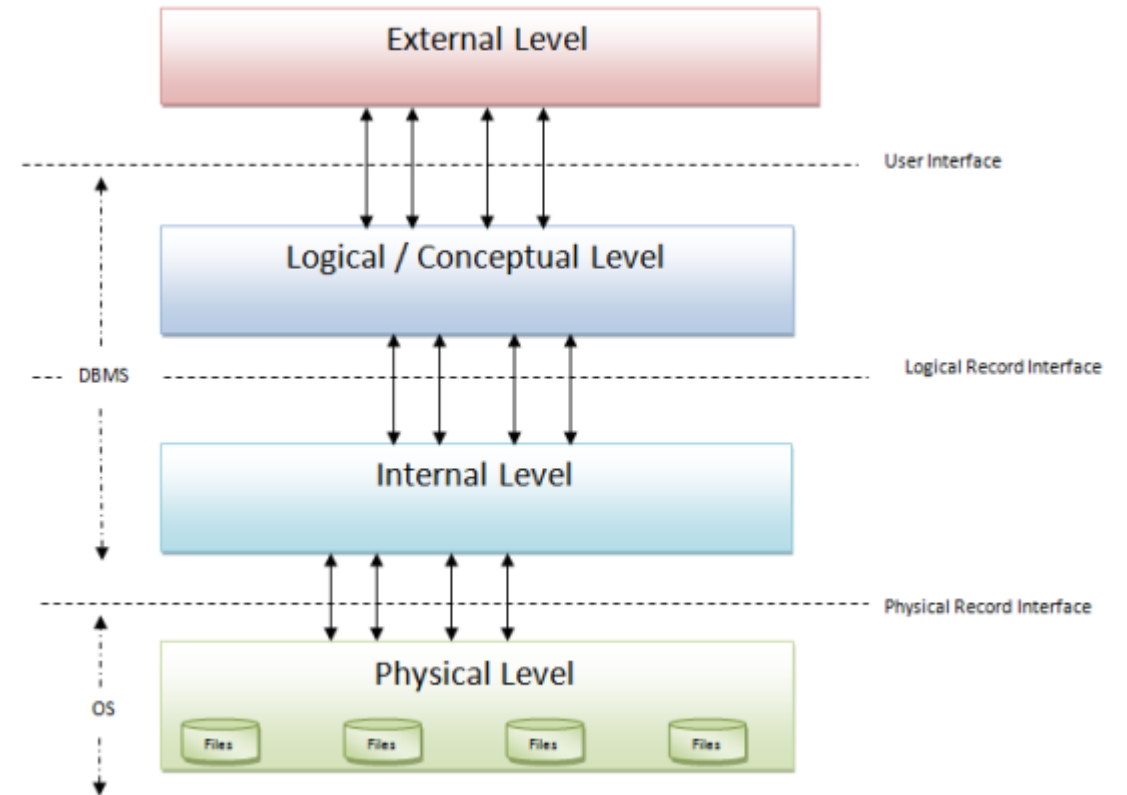 External Level
User Interface
Logical / Conceptual Level
DBMS
Logical Record Interface
Internal Level
Physical Record Interface
Physical Level
OS
Files
Files
Files
Files